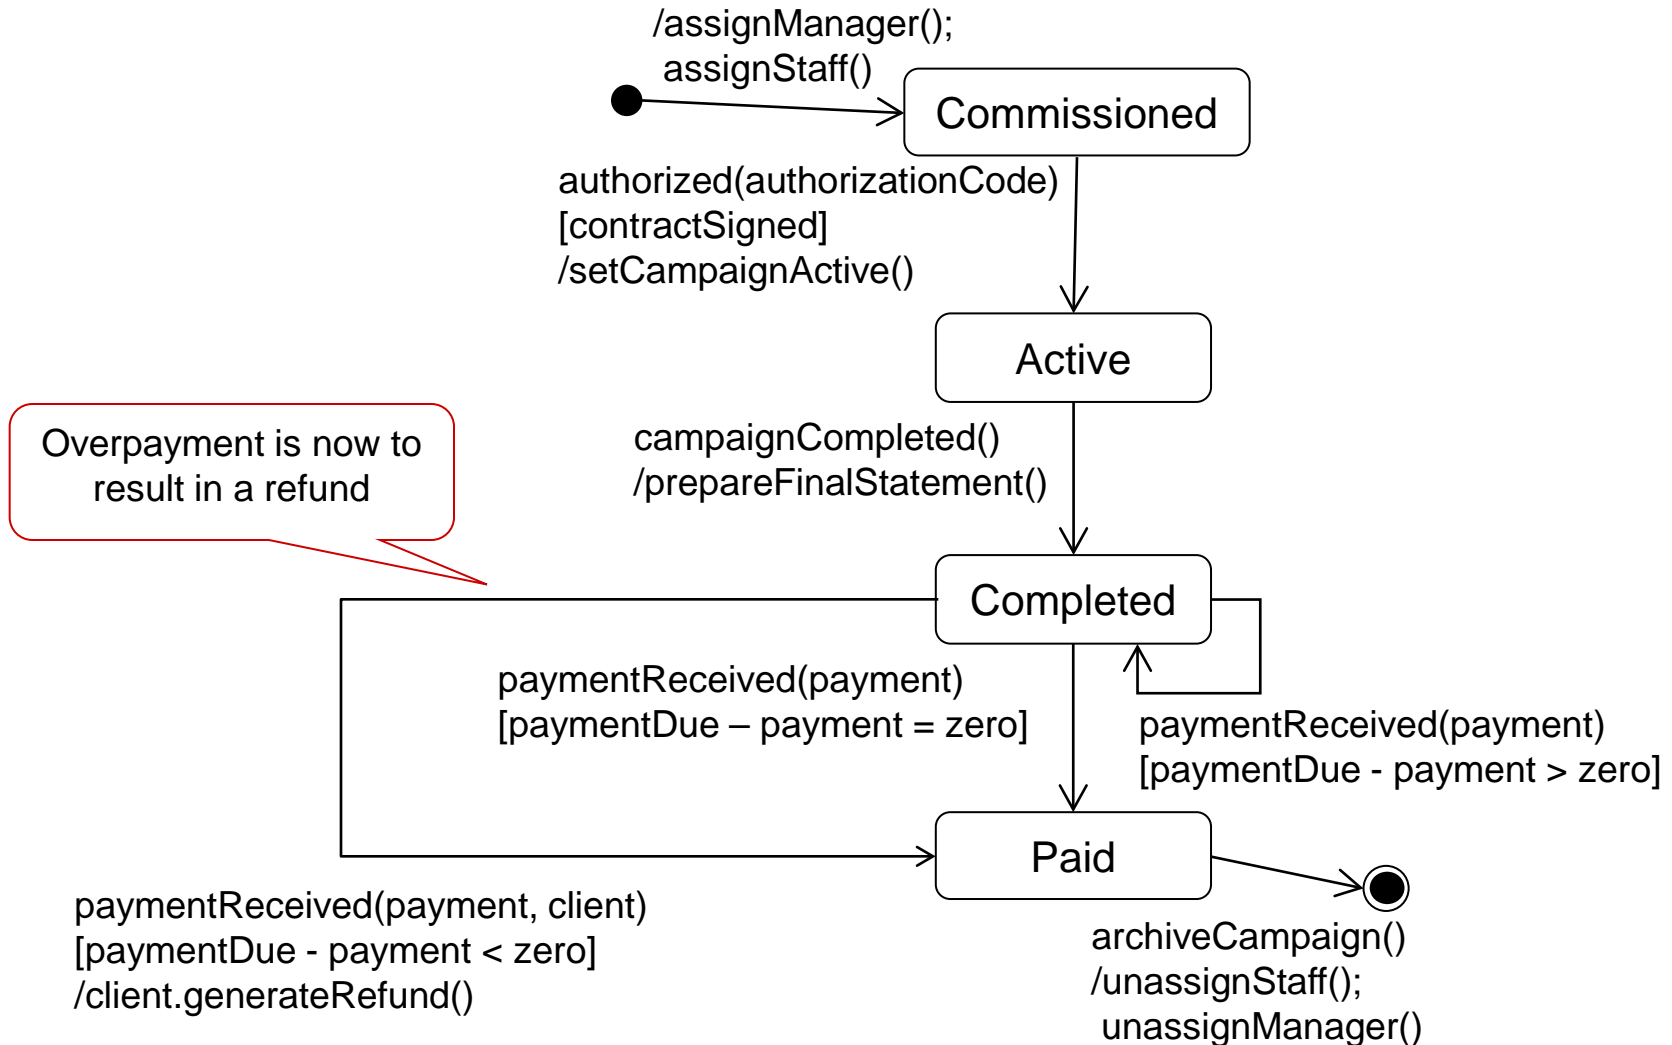 /assignManager();
assignStaff()
Commissioned
authorized(authorizationCode)
[contractSigned]
/setCampaignActive()
Active
Overpayment is now to
result in a refund
campaignCompleted()
/prepareFinalStatement()
Completed
paymentReceived(payment)
[paymentDue – payment = zero]
paymentReceived(payment)
[paymentDue - payment > zero]
Paid
paymentReceived(payment, client)
[paymentDue - payment < zero]
/client.generateRefund()
archiveCampaign()
/unassignStaff();
unassignManager()